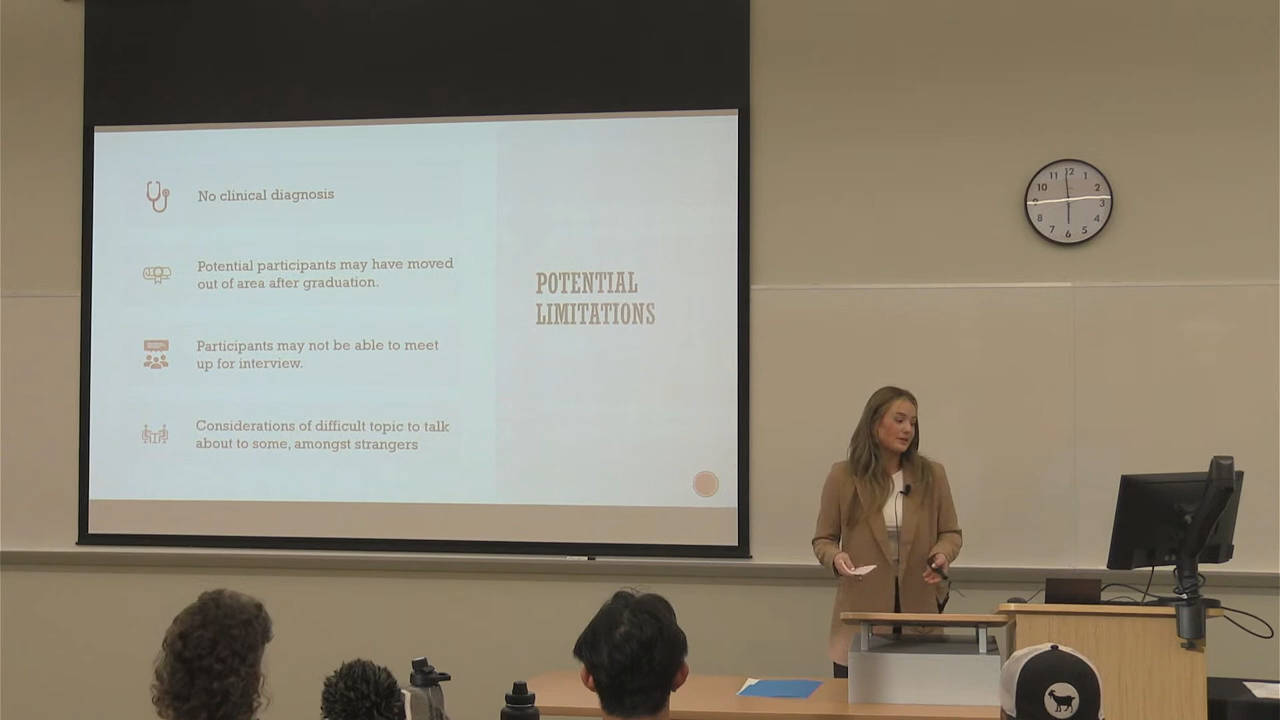 No clinical diagnosis
Potential participants may have moved
out of area after graduation.
Participants may not be able to meet
up for interview.
Considerations of difficult topic to talk
about to some, amongst strangers
POTENTIAL
LIMITATIONS
11 12 1
10 2
9 3
8 4
7 6 5